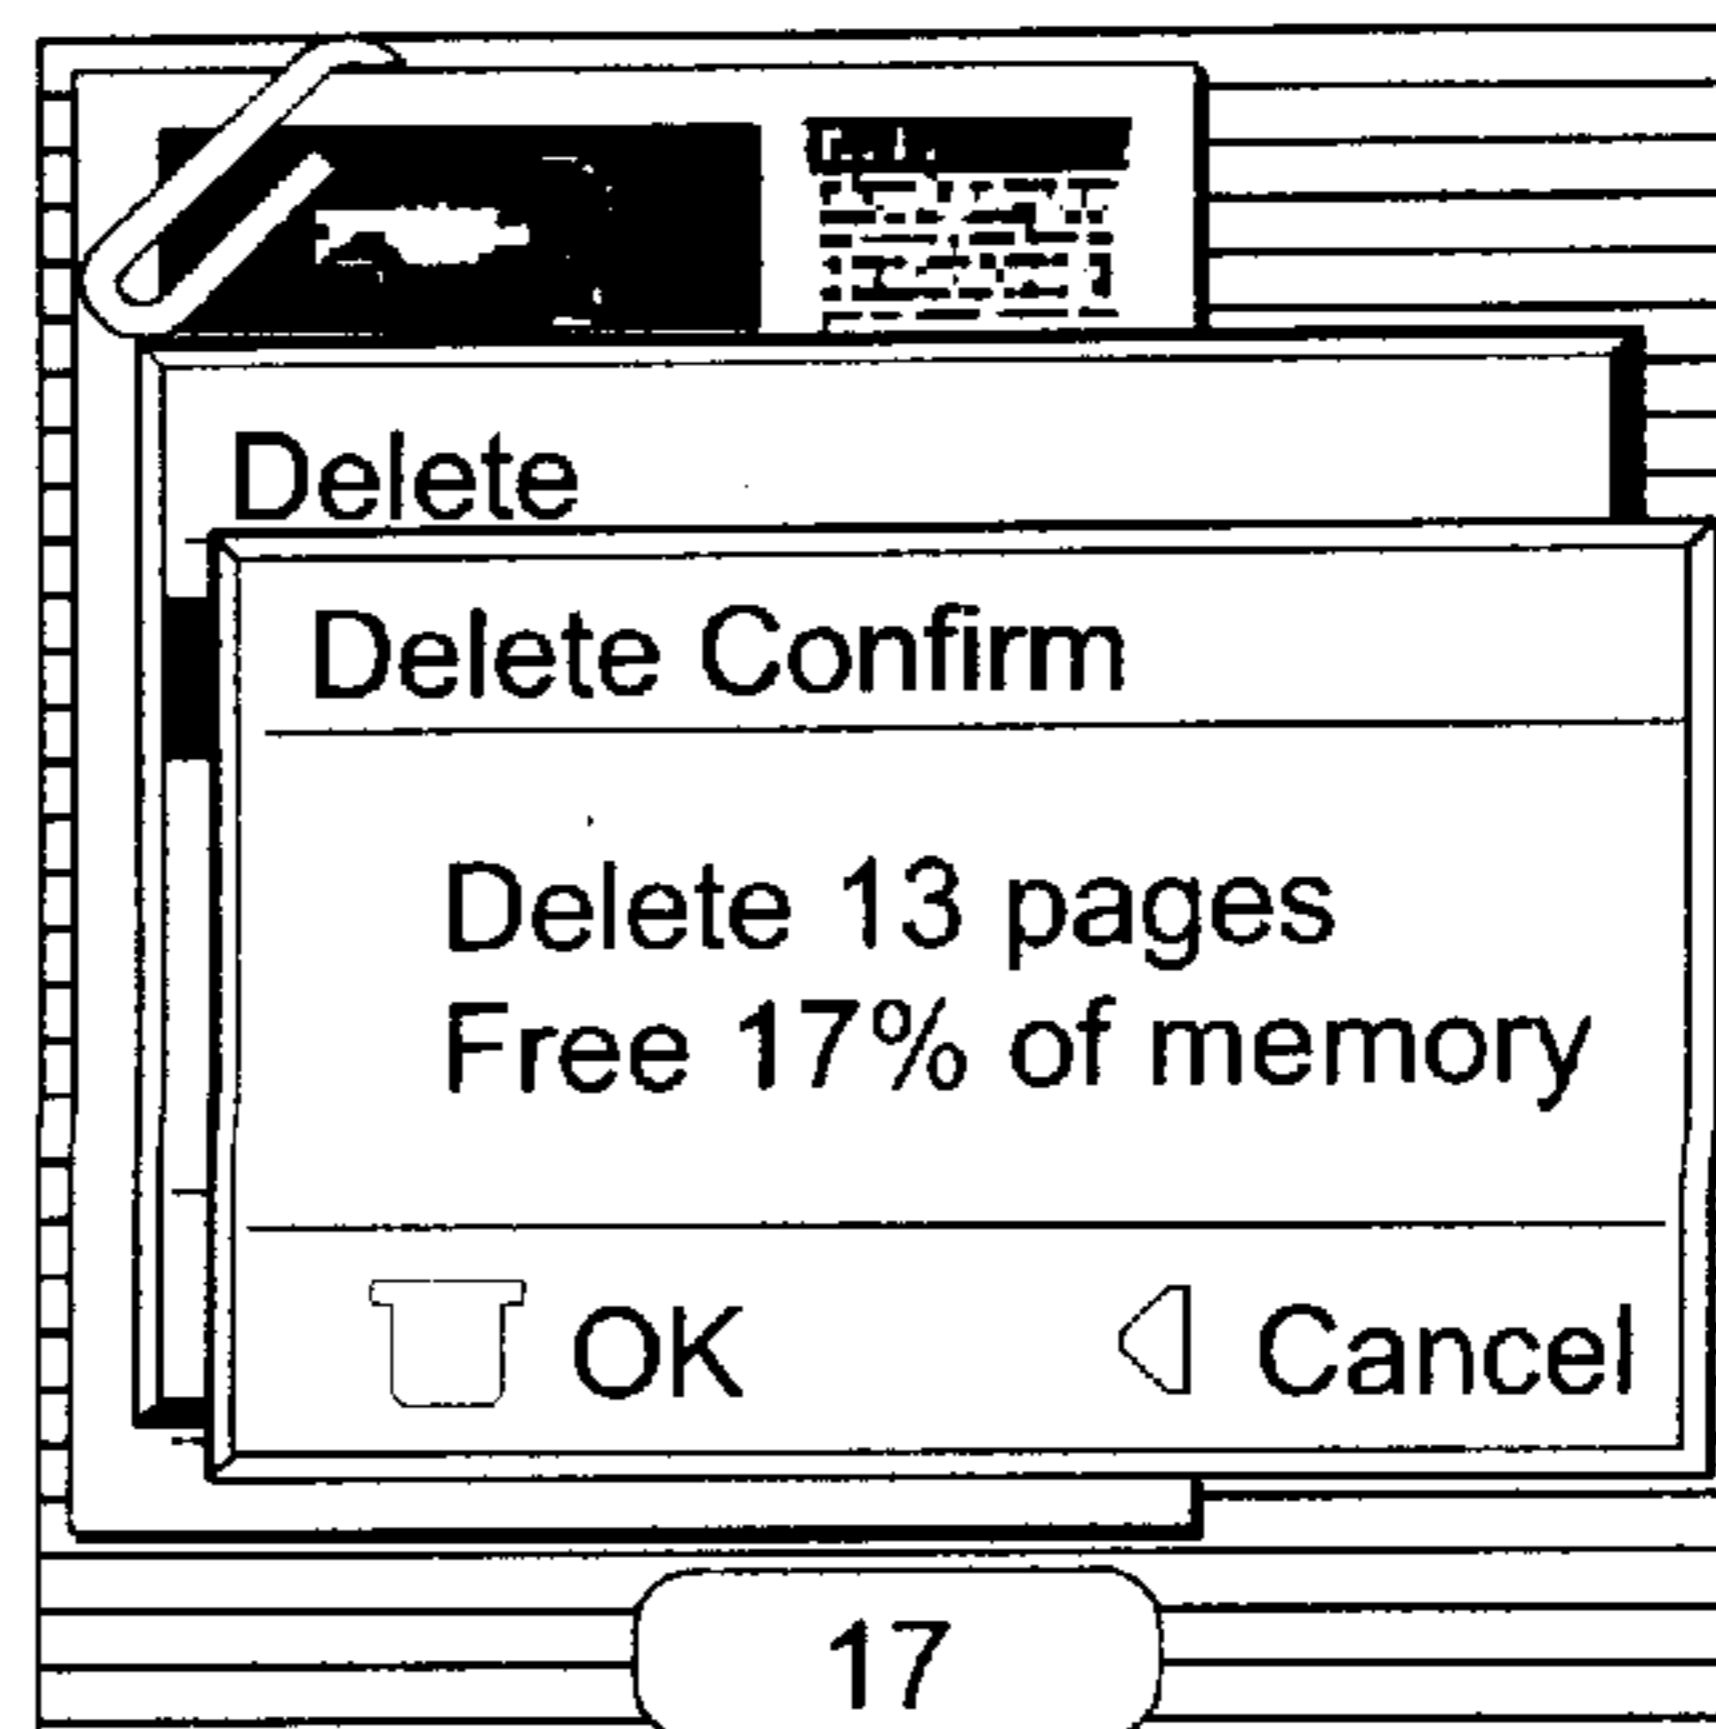 Delete
Delete Confirm
Delete 13 pages
Free 17% of memory
OK
Cancel
17